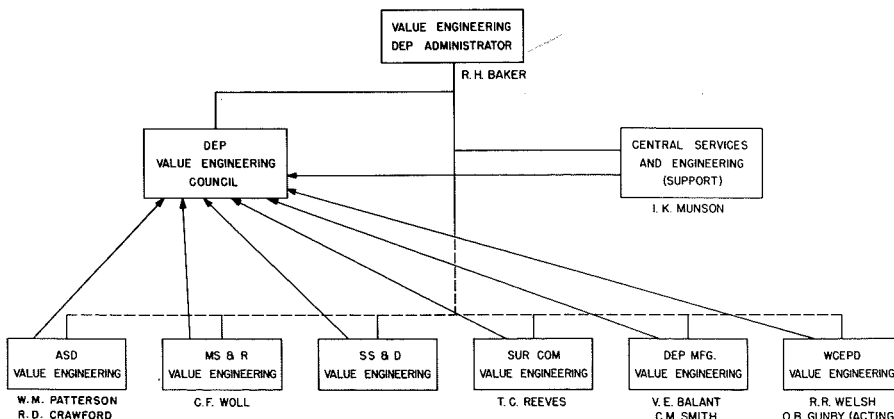 VALUE ENGINEERING
DEP ADMINISTRATOR
R.H. BAKER
DEP
VALUE ENGINEERING
COUNCIL
CENTRAL SERVICES
AND ENGINEERING
(SUPPORT)
I. K. MUNSON
ASD
VALUE ENGINEERING
W. M. PATTERSON
R. D. CRAWFORD
MS & R
VALUE ENGINEERING
C.F. WOLL
SS & D
VALUE ENGINEERING
SUR COM
VALUE ENGINEERING
T. C. REEVES
DEP MFG.
VALUE ENGINEERING
V. E. BALANT
C.M. SMITH
WCEPD
VALUE ENGINEERING
R.R. WELSH
O.B. GUNBY (ACTING)